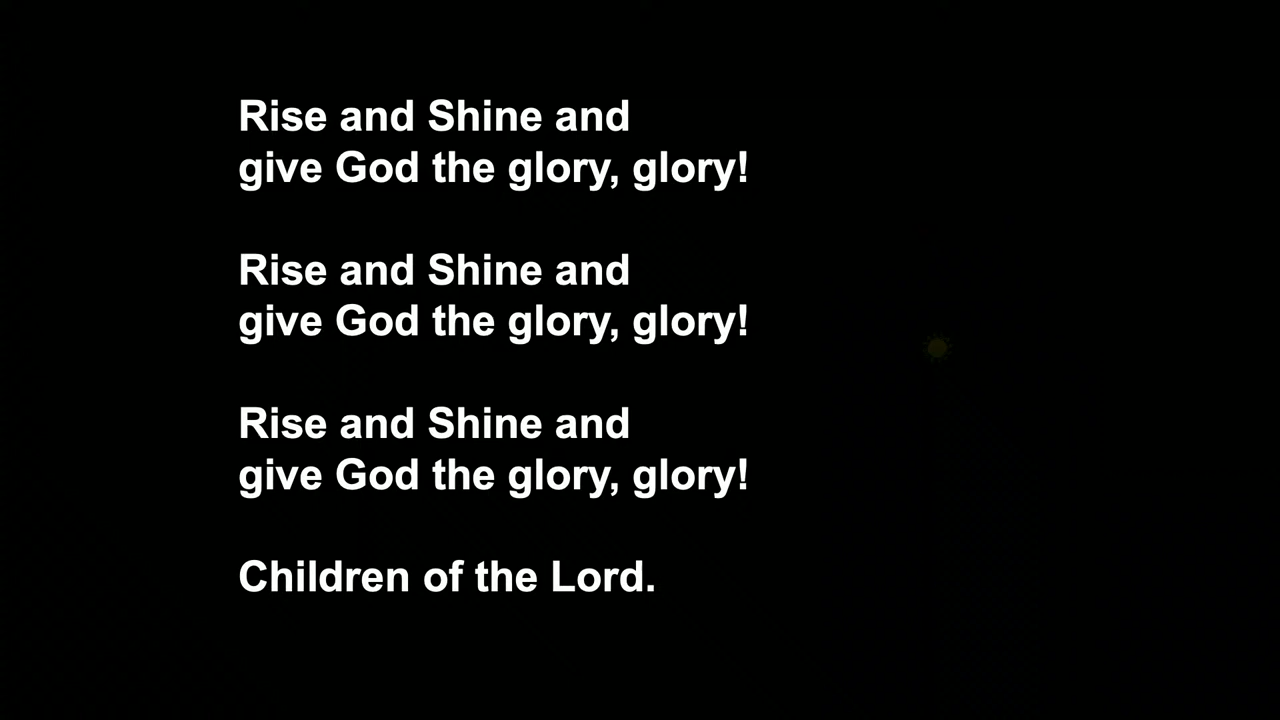 Rise and Shine and
give God the glory, glory!
Rise and Shine and
give God the glory, glory!
Rise and Shine and
give God the glory, glory!
Children of the Lord.